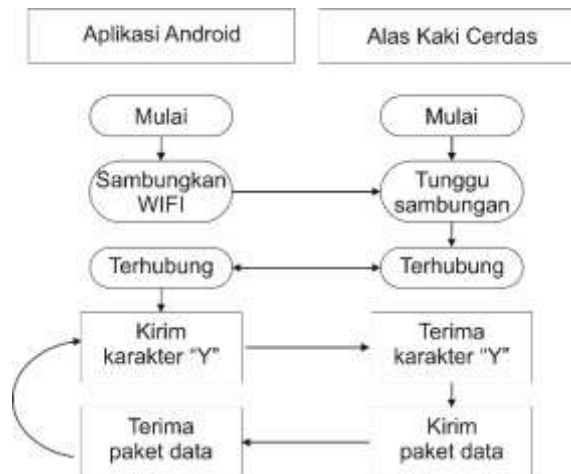 Aplikasi Android
Alas Kaki Cerdas
Mulai
Mulai
Sambungkan
WIFI
Tunggu
sambungan
Terhubung
Terhubung
Kirim
karakter “Y”
Terima
karakter “Y”
Terima
paket data
Kirim
paket data